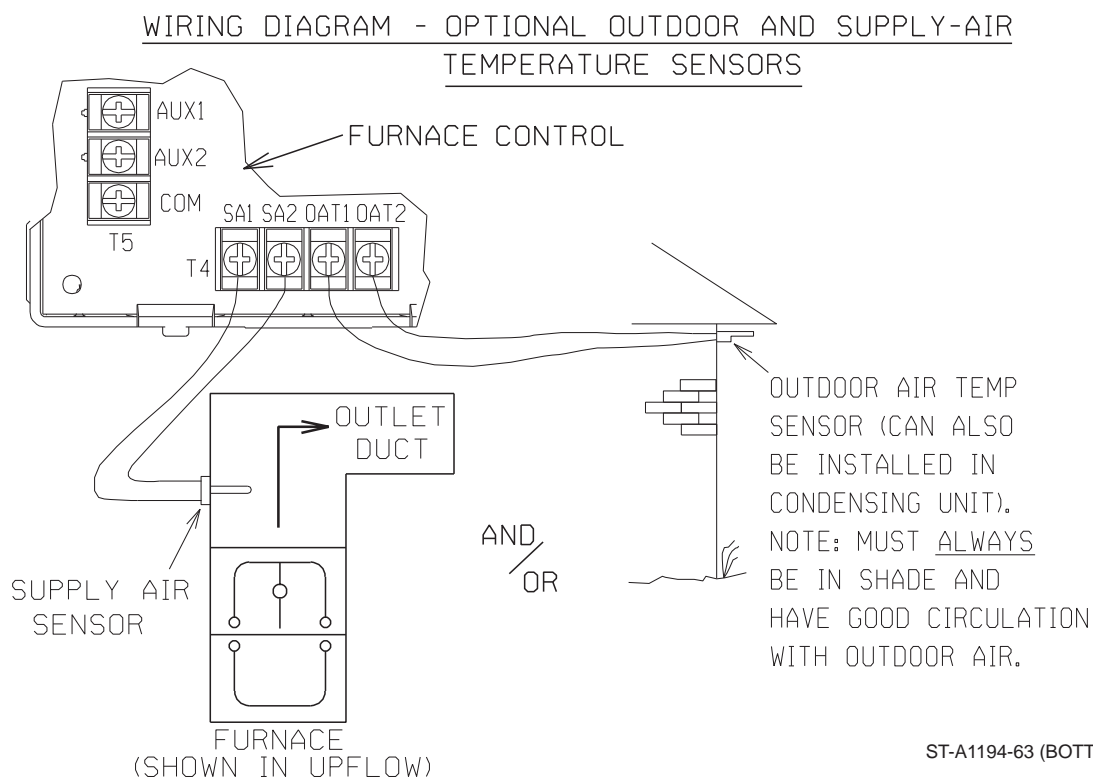 WIRING DIAGRAM - OPTIONAL OUTDOOR AND SUPPLY-AIR
TEMPERATURE SENSORS
AUX1
AUX2
COM
T5
FURNACE CONTROL
SA1 SA2 OAT1 OAT2
T4
OUTLET
DUCT
SUPPLY AIR
SENSOR
AND/
OR
OUTDOOR AIR TEMP
SENSOR (CAN ALSO
BE INSTALLED IN
CONDENSING UNIT).
NOTE: MUST ALWAYS
BE IN SHADE AND
HAVE GOOD CIRCULATION
WITH OUTDOOR AIR.
FURNACE
(SHOWN IN UPFLOW)
ST-A1194-63 (BOTT